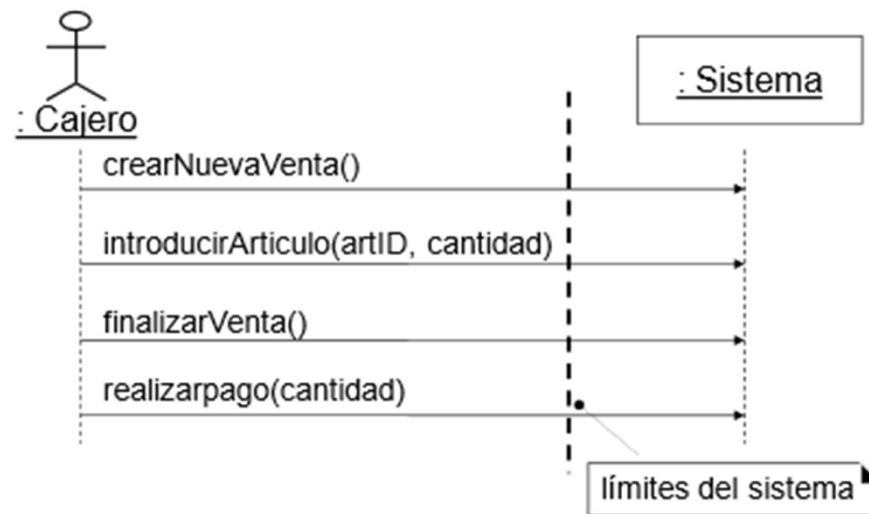 : Sistema
: Cajero
crearNuevaVenta()
introducirArticulo(artID, cantidad)
finalizarVenta()
realizarpago(cantidad)
límites del sistema